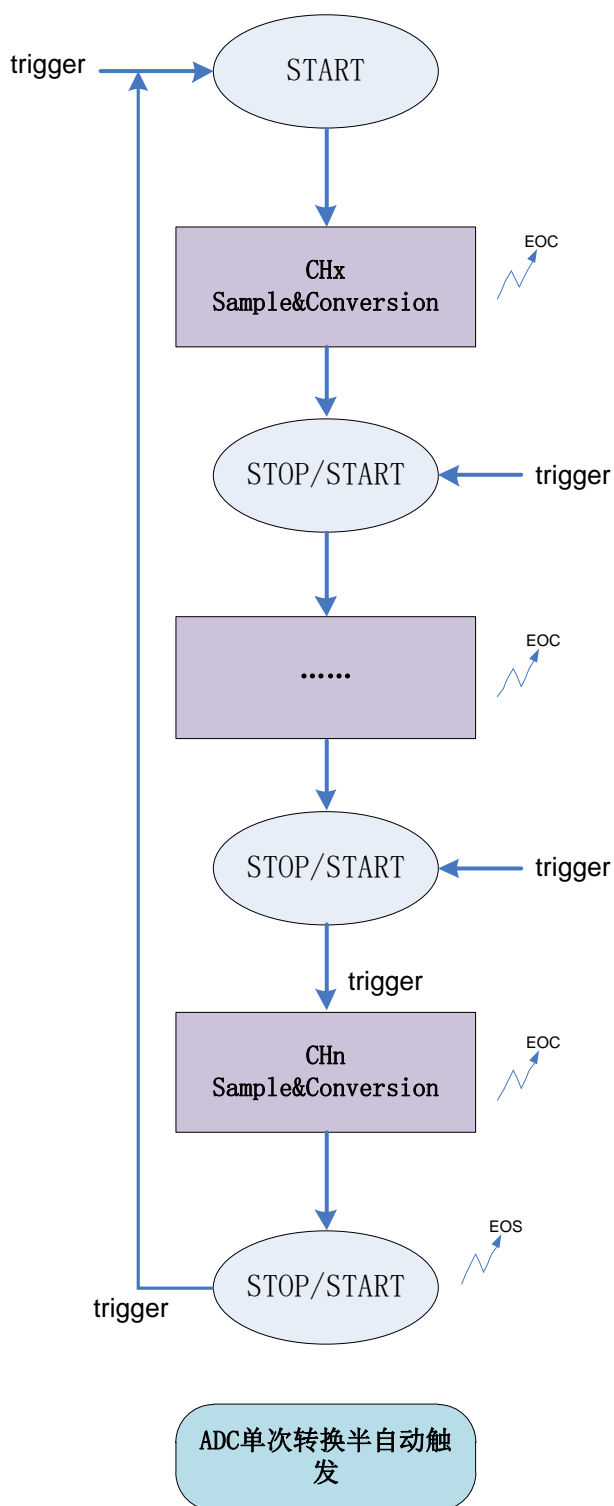 trigger
START
EOC
CHx
Sample&Conversion
STOP/START
trigger
EOC
……
STOP/START
trigger
trigger
EOC
CHn
Sample&Conversion
EOS
STOP/START
trigger
ADC单次转换半自动触
发